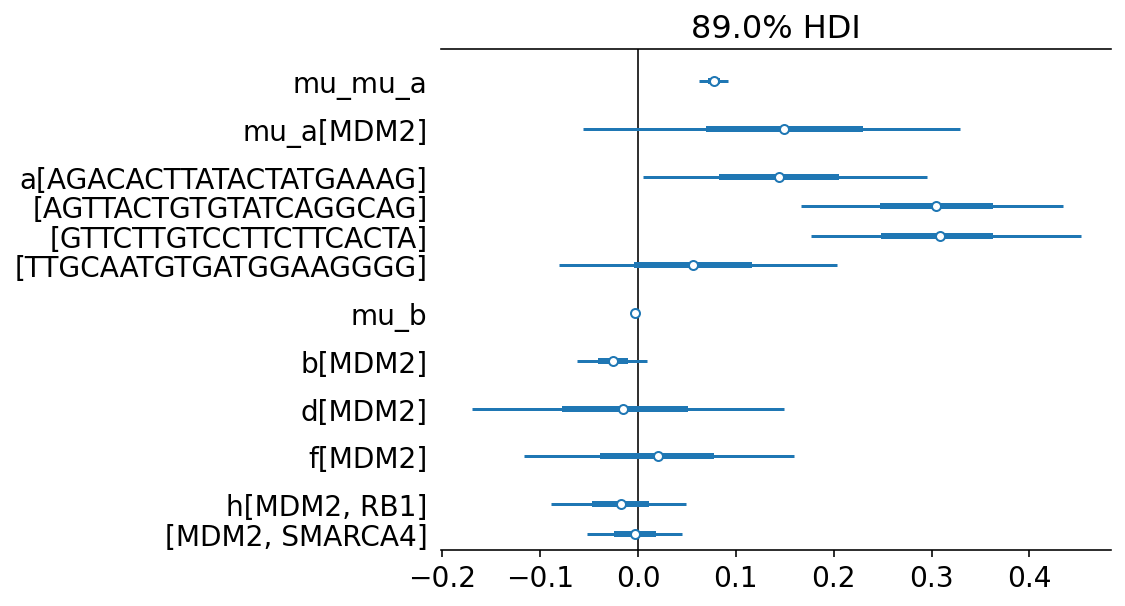 89.0% HDI
mu_mu_a
mu_a[MDM2]
a[AGACACTTATACTATGAAAG]
[AGTTACTGTGTATCAGGCAG]
[GTTCTTGTCCTTCTTCACTA]
[TTGCAATGTGATGGAAGGGG]
mu_b
b[MDM2]
d[MDM2]
f[MDM2]
h[MDM2, RB1]
[MDM2, SMARCA4]
−0.2 −0.1 0.0 0.1 0.2 0.3 0.4